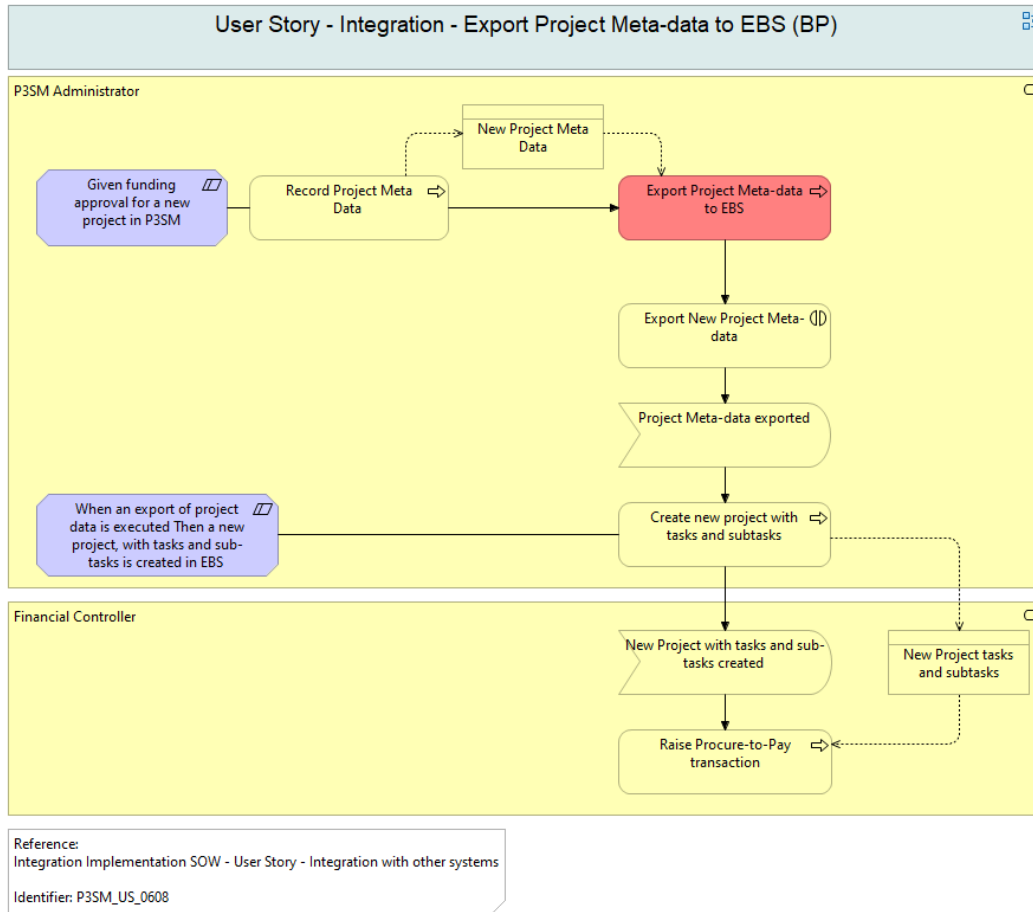 User Story - Integration - Export Project Meta-data to EBS (BP)
P3SM Administrator
New Project Meta
Data
Given funding
approval for a new
project in P3SM
Record Project Meta
Data
Export Project Meta-data
to EBS
Export New Project Meta-
data
Project Meta-data exported
When an export of project
data is executed Then a new
project, with tasks and sub-
tasks is created in EBS
Create new project with
tasks and subtasks
Financial Controller
New Project with tasks and sub-
tasks created
New Project tasks
and subtasks
Raise Procure-to-Pay
transaction
Reference:
Integration Implementation SOW - User Story - Integration with other systems
Identifier: P3SM_US_0608